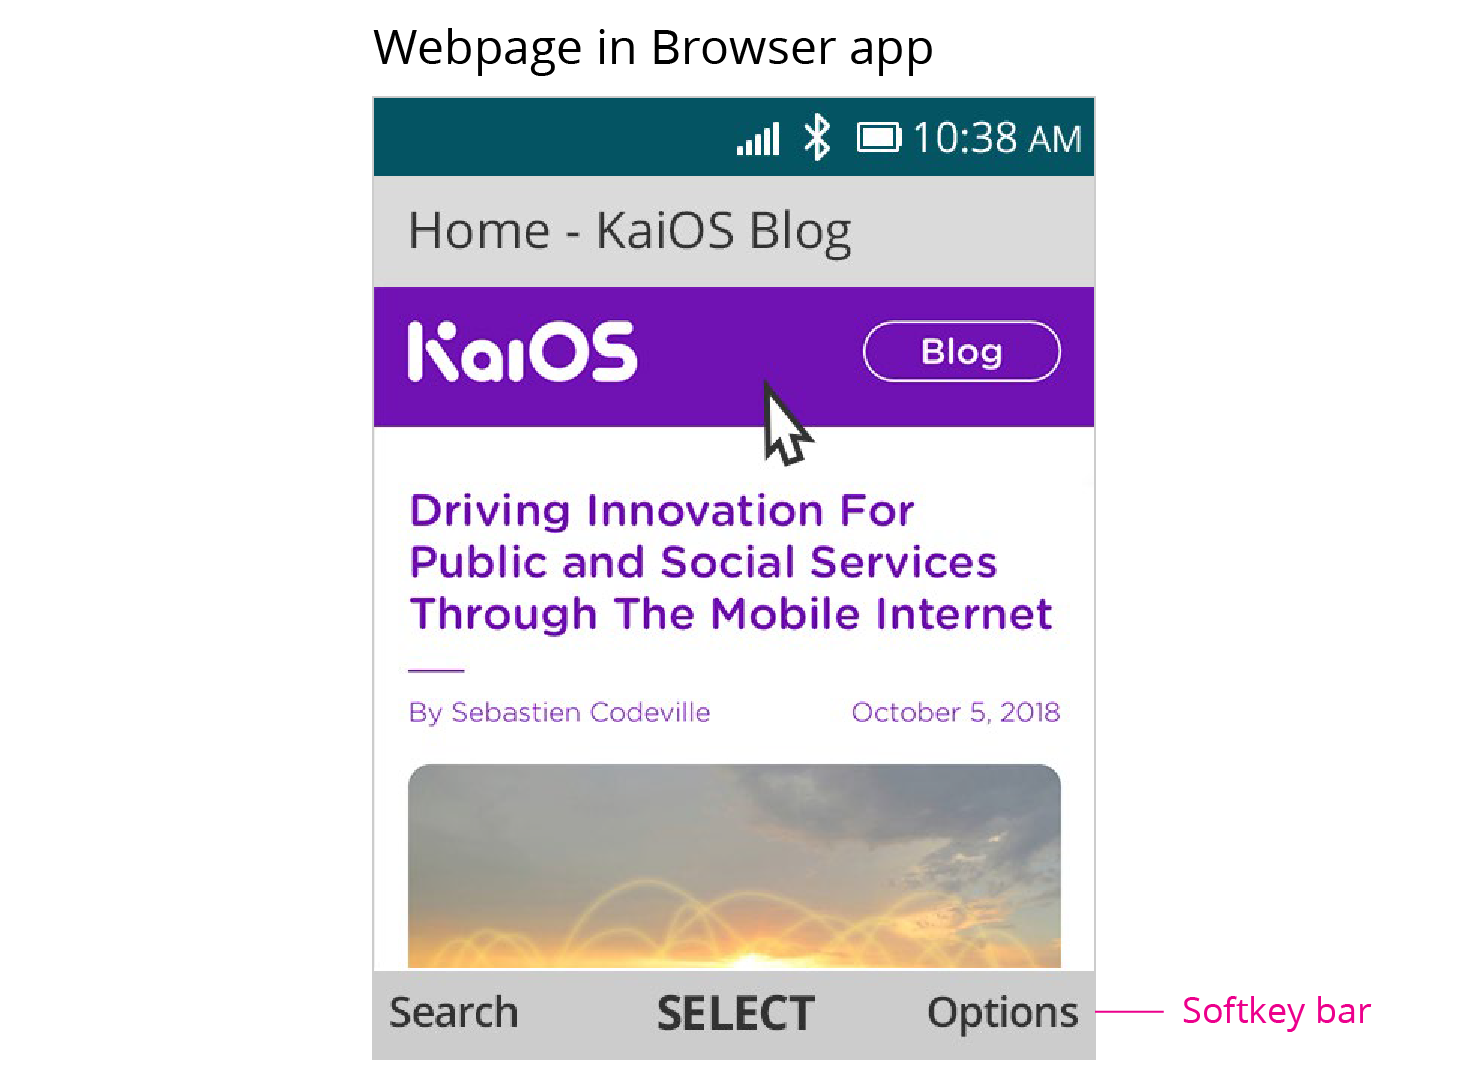 Webpage in Browser app
10:38 AM
Home - KaiOS Blog
KaiOS
Blog
Driving Innovation For
Public and Social Services
Through The Mobile Internet
By Sebastien Codeville October 5, 2018
Search SELECT Options
Softkey bar